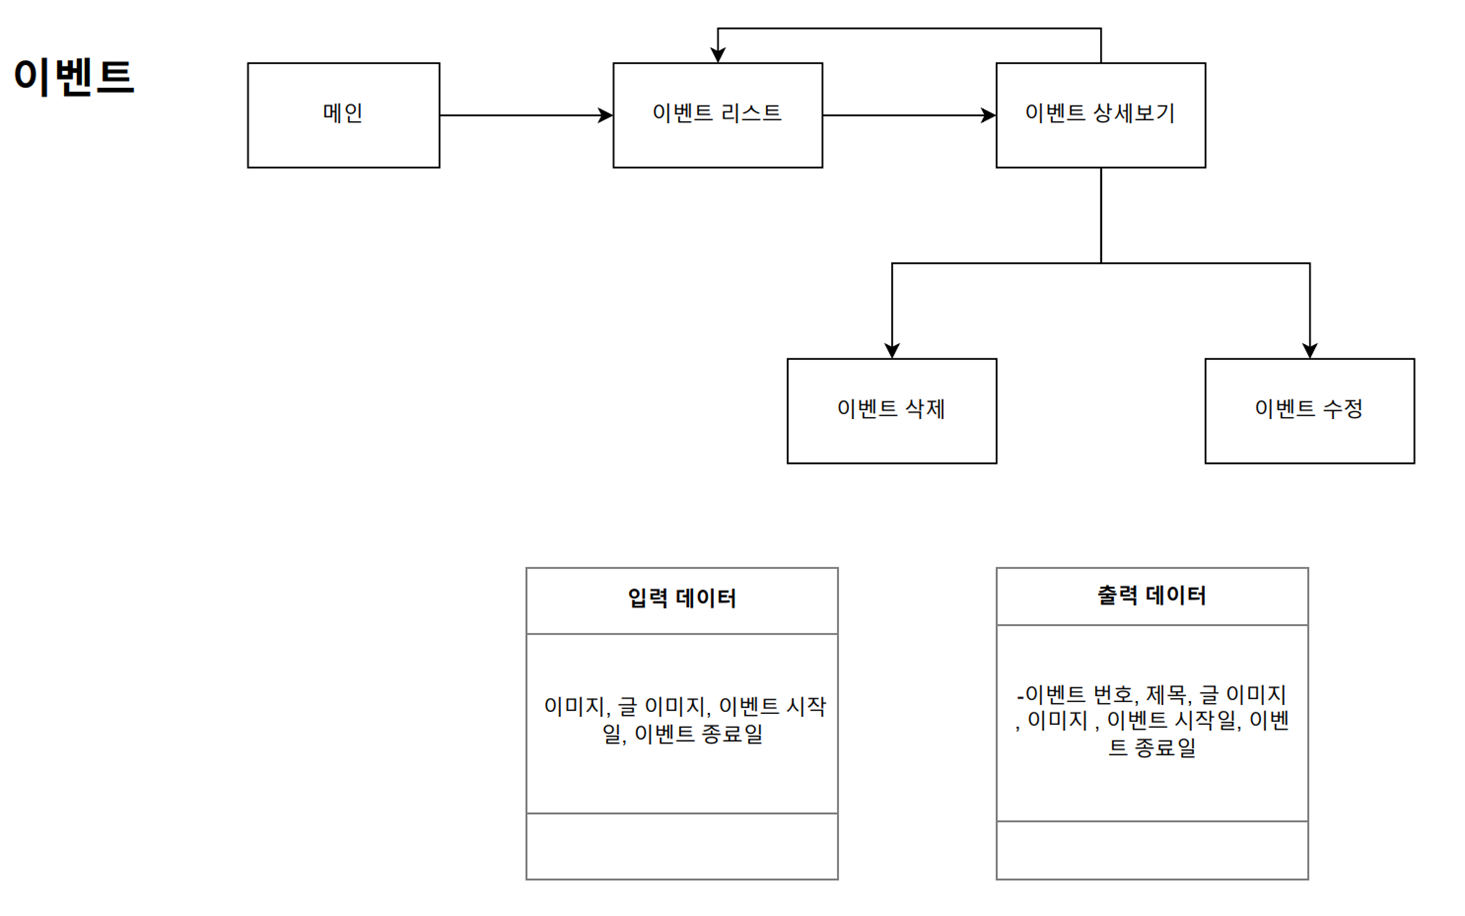 이벤트
메인
이벤트 리스트
이벤트 상세보기
이벤트 삭제
이벤트 수정
입력 데이터
이미지, 글 이미지, 이벤트 시작
일, 이벤트 종료일
출력 데이터
-이벤트 번호, 제목, 글 이미지
, 이미지 , 이벤트 시작일, 이벤
트 종료일